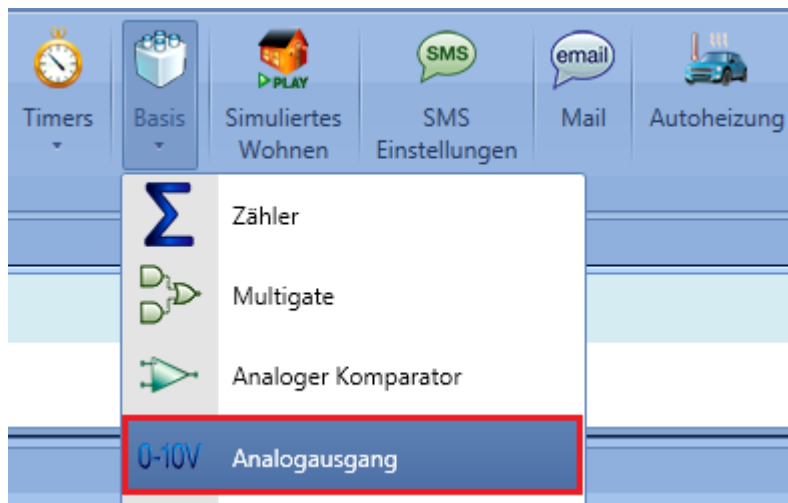 SMS
email
PLAY
Timers
Basis
Simuliertes
Wohnen
SMS
Einstellungen
Mail
Autoheizung
Zähler
Multigate
Analoger Komparator
0-10V
Analogausgang